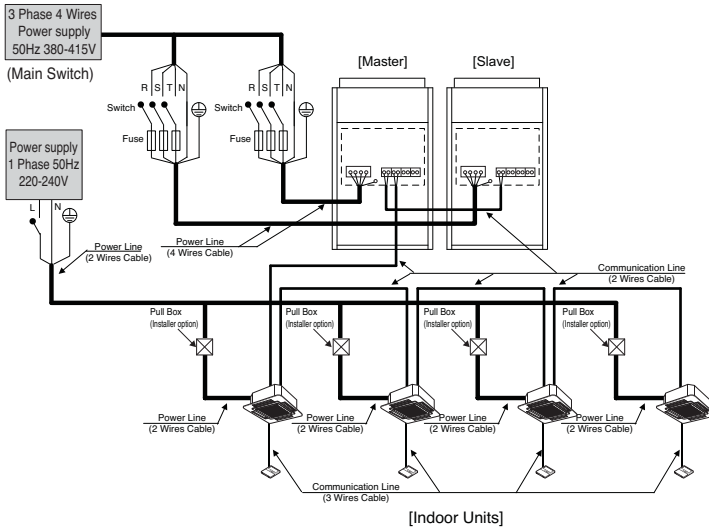 3 Phase 4 Wires
Power supply
50Hz 380-415V
(Main Switch)
[Master]
[Slave]
R S T N
R S T N
Switch
Switch
Fuse
Fuse
Power supply
1 Phase 50Hz
220-240V
L N
Power Line
(2 Wires Cable)
Power Line
(4 Wires Cable)
Communication Line
(2 Wires Cable)
Pull Box
(Installer option)
Pull Box
(Installer option)
Pull Box
(Installer option)
Pull Box
(Installer option)
Power Line
(2 Wires Cable)
Power Line
(2 Wires Cable)
Power Line
(2 Wires Cable)
Power Line
(2 Wires Cable)
Communication Line
(3 Wires Cable)
[Indoor Units]